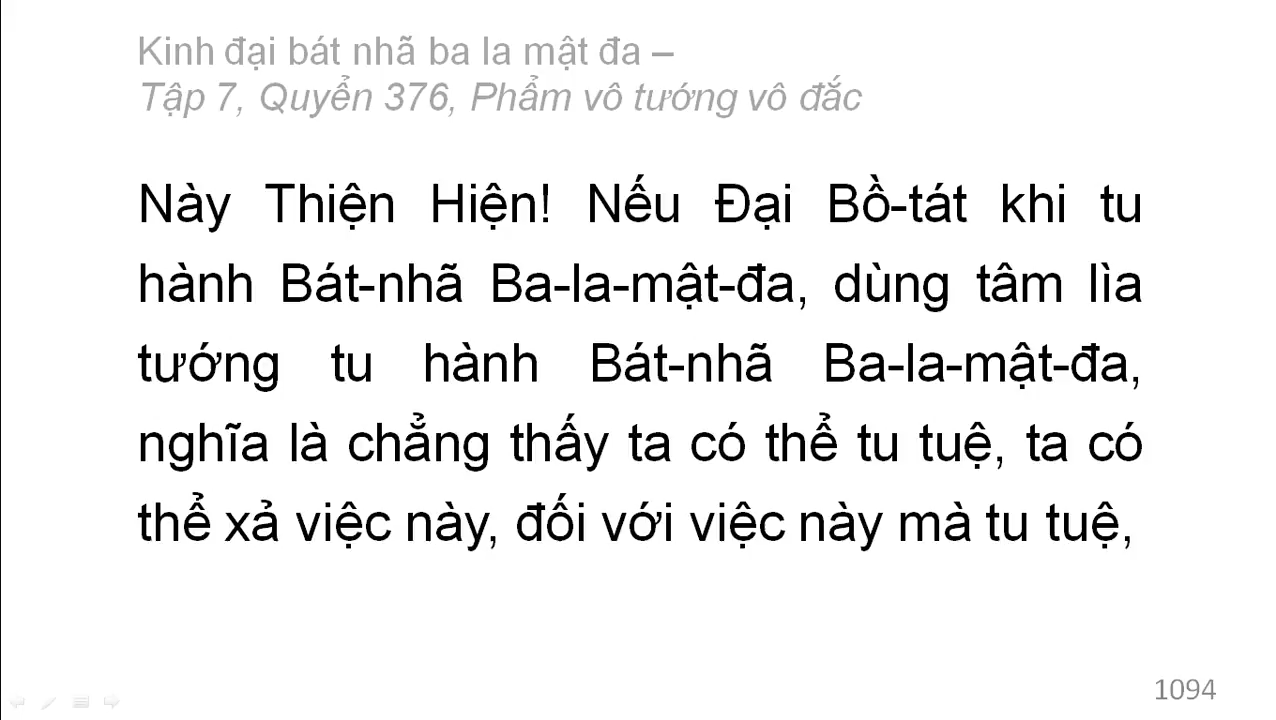 Kinh đại bát nhã ba la mật đa –
Tập 7, Quyển 376, Phẩm vô tướng vô đắc
Này Thiện Hiện! Nếu Đại Bồ-tát khi tu
hành Bát-nhã Ba-la-mật-đa, dùng tâm lìa
tướng tu hành Bát-nhã Ba-la-mật-đa,
nghĩa là chẳng thấy ta có thể tu tuệ, ta có
thể xả việc này, đối với việc này mà tu tuệ,
1094